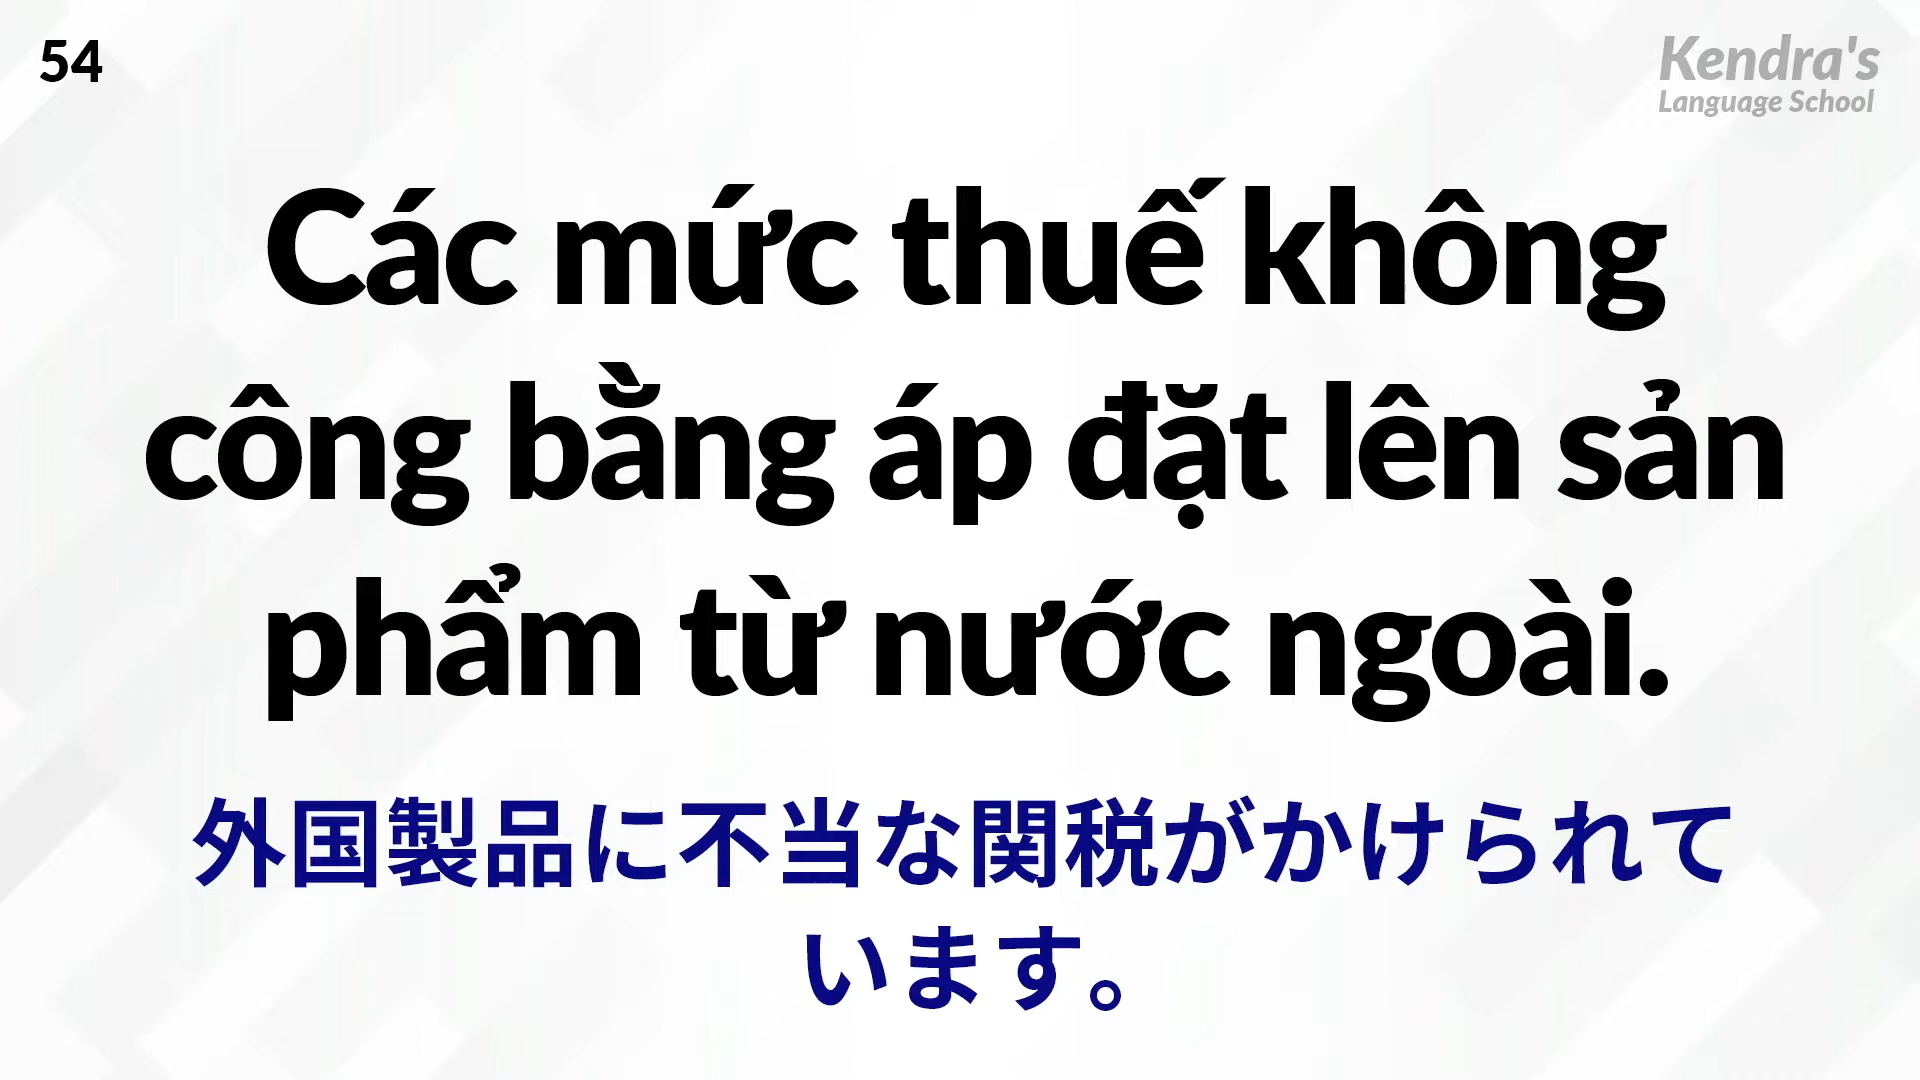 54
Kendra's
Language School
Các mức thuế không
công bằng áp đặt lên sản
phẩm từ nước ngoài.
外国製品に不当な関税がかけられて
います。